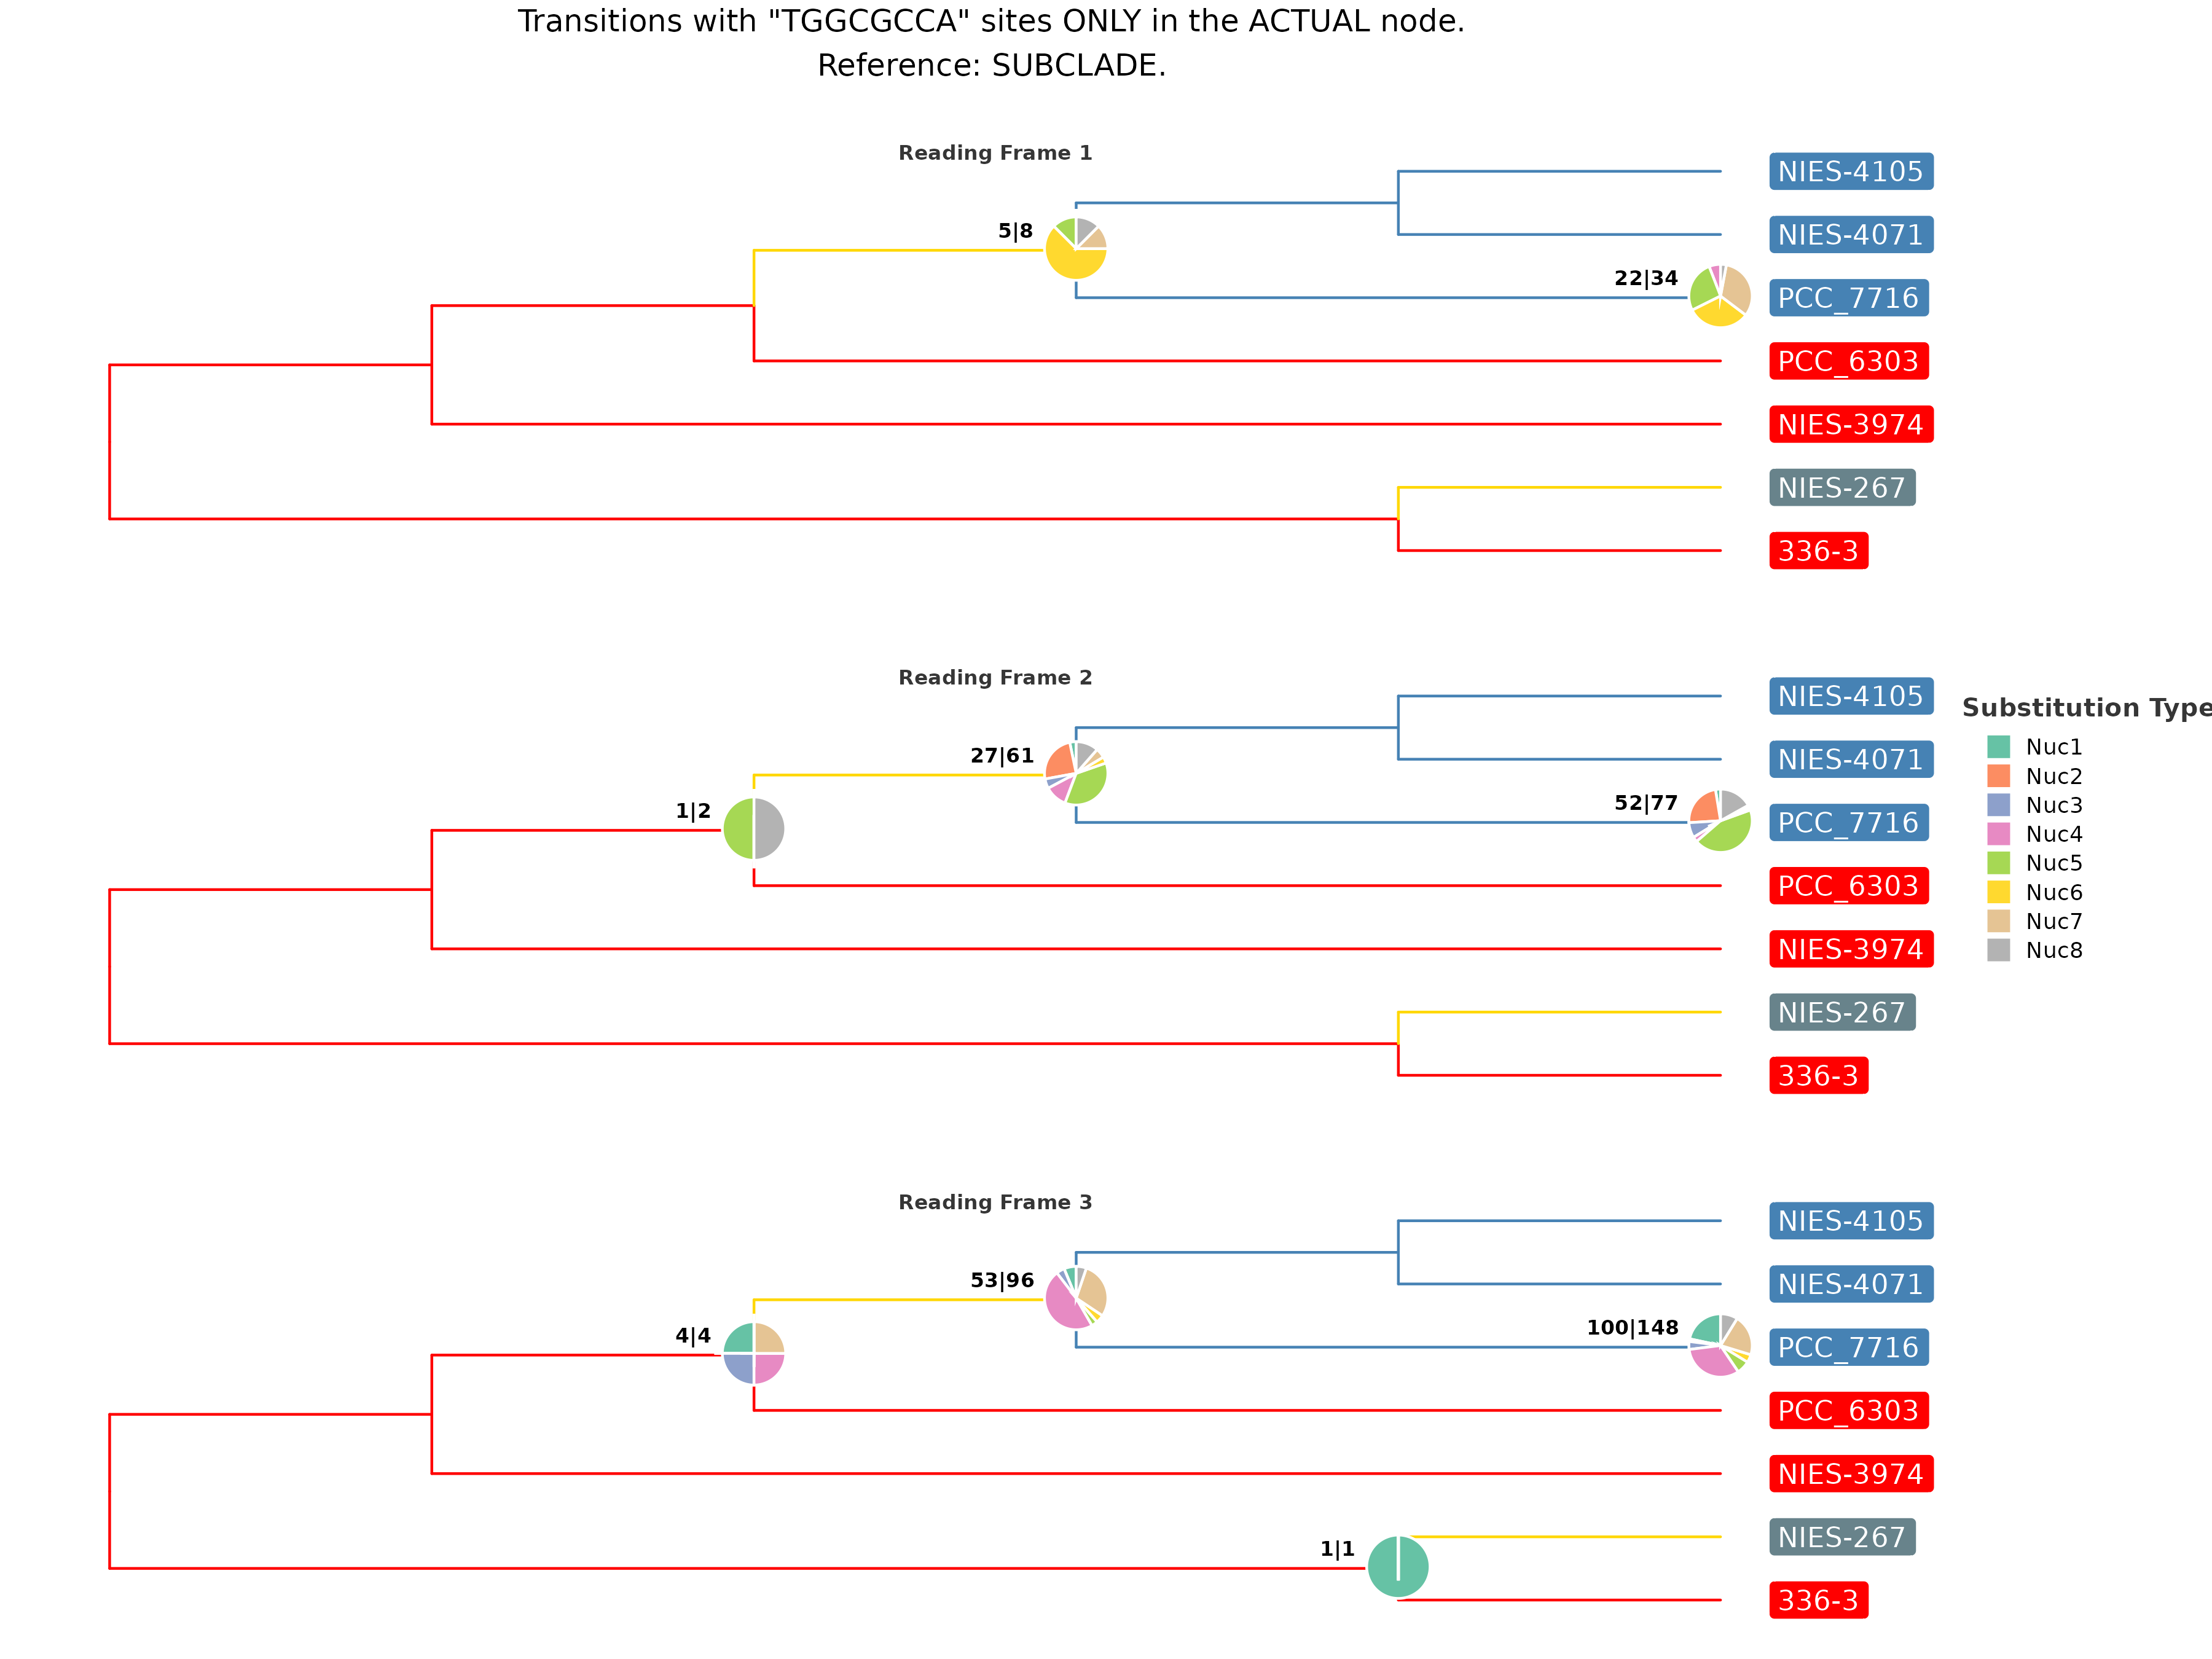 Transitions with "TGGCGCCA" sites ONLY in the ACTUAL node.
Reference: SUBCLADE.
Reading Frame 1
NIES-4105
5|8
NIES-4071
22|34
PCC_7716
PCC_6303
NIES-3974
NIES-267
336-3
Reading Frame 2
NIES-4105
27|61
NIES-4071
1|2
52|77
PCC_7716
PCC_6303
NIES-3974
NIES-267
336-3
Substitution Type
Nuc1
Nuc2
Nuc3
Nuc4
Nuc5
Nuc6
Nuc7
Nuc8
Reading Frame 3
NIES-4105
53|96
NIES-4071
4|4
100|148
PCC_7716
PCC_6303
NIES-3974
1|1
NIES-267
336-3